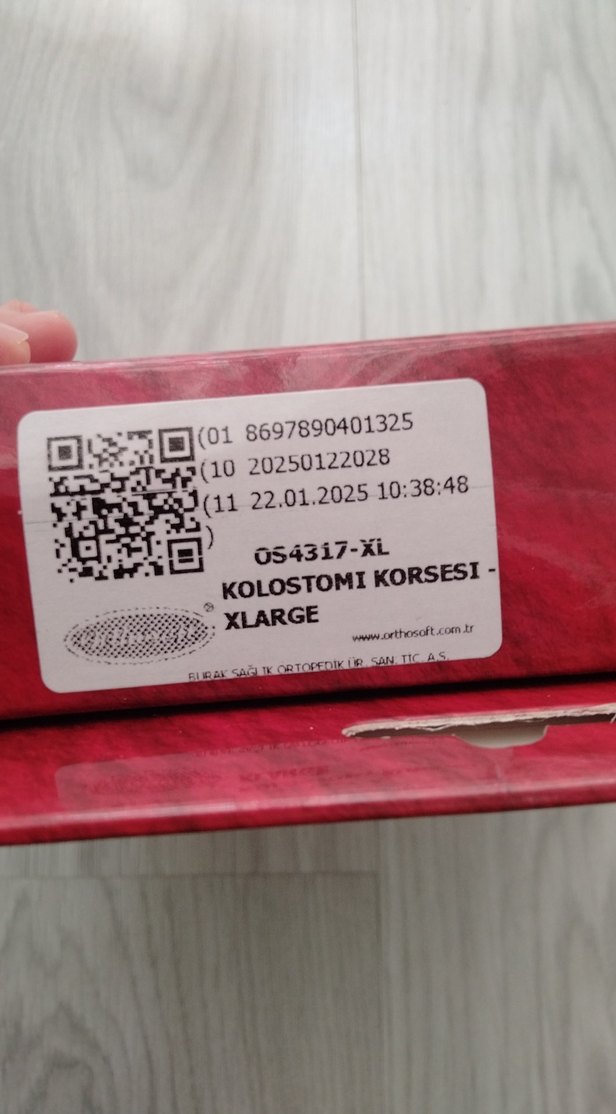 (01 8697890401325
(10 20250122028
(11 22.01.2025 10:38:48
)
OS4317-XL
KOLOSTOMI KORSESI -
XLARGE
®
www.orthosoft.com.tr
BURAK SAĞLIK ORTOPEDİK ÜR. SAN. TİC. A.Ş.